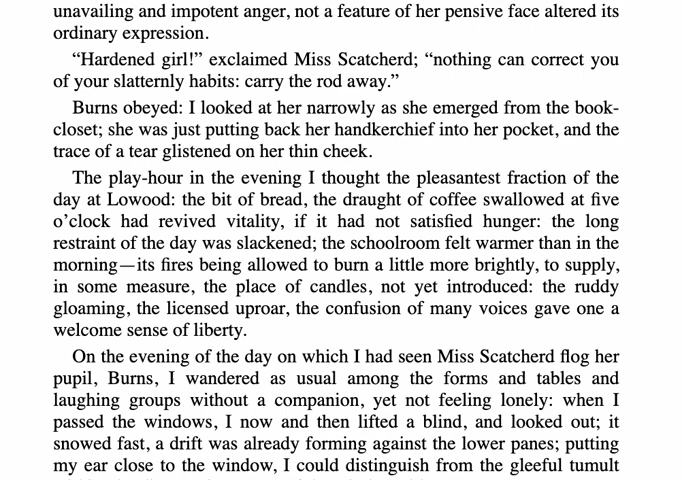 unavailing and impotent anger, not a feature of her pensive face altered its
ordinary expression.
“Hardened girl!” exclaimed Miss Scatcherd; “nothing can correct you
of your slatternly habits: carry the rod away.”
Burns obeyed: I looked at her narrowly as she emerged from the book-
closet; she was just putting back her handkerchief into her pocket, and the
trace of a tear glistened on her thin cheek.
The play-hour in the evening I thought the pleasantest fraction of the
day at Lowood: the bit of bread, the draught of coffee swallowed at five
o’clock had revived vitality, if it had not satisfied hunger: the long
restraint of the day was slackened; the schoolroom felt warmer than in the
morning—its fires being allowed to burn a little more brightly, to supply,
in some measure, the place of candles, not yet introduced: the ruddy
gloaming, the licensed uproar, the confusion of many voices gave one a
welcome sense of liberty.
On the evening of the day on which I had seen Miss Scatcherd flog her
pupil, Burns, I wandered as usual among the forms and tables and
laughing groups without a companion, yet not feeling lonely: when I
passed the windows, I now and then lifted a blind, and looked out; it
snowed fast, a drift was already forming against the lower panes; putting
my ear close to the window, I could distinguish from the gleeful tumult